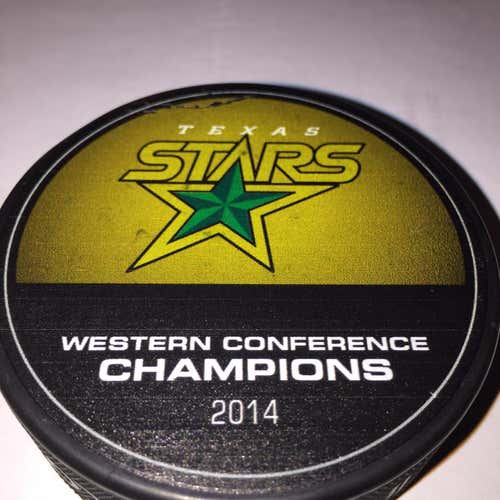 TEXAS
STARS
WESTERN CONFERENCE
CHAMPIONS
2014